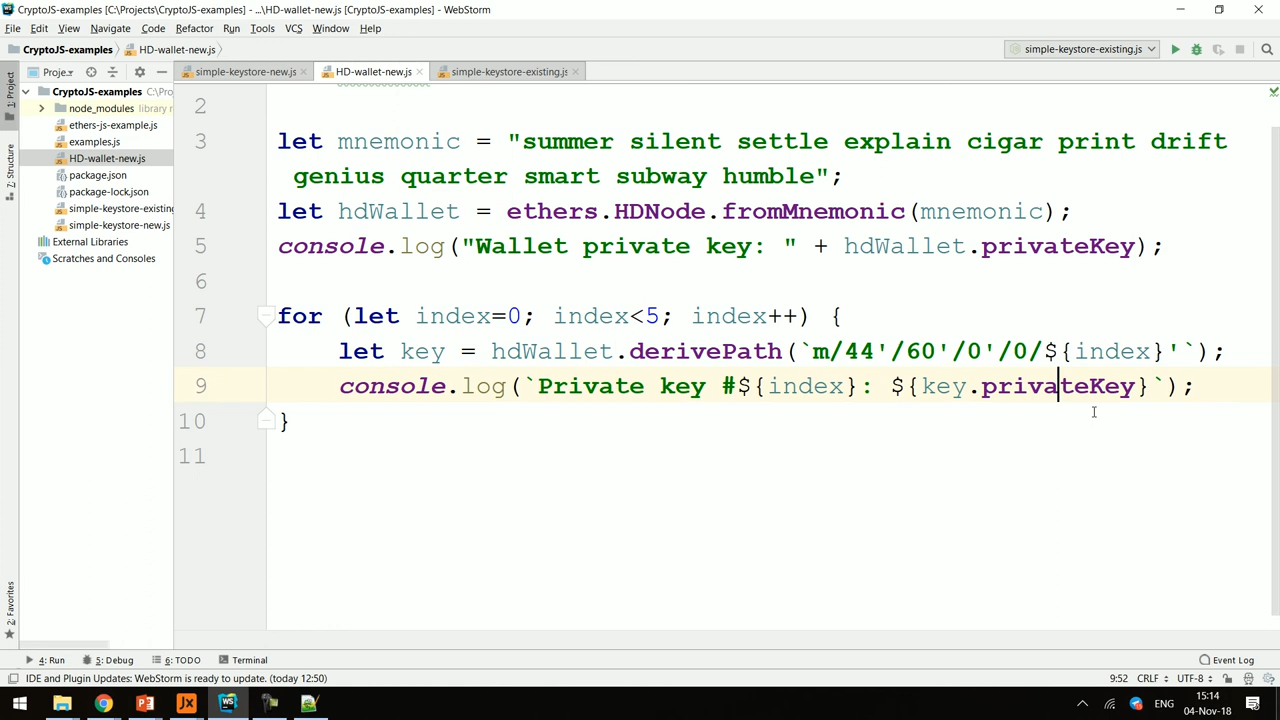 CryptoJS-examples [C:\Projects\CryptoJS-examples] - ...\HD-wallet-new.js [CryptoJS-examples] - WebStorm
File Edit View Navigate Code Refactor Run Tools VCS Window Help
CryptoJS-examples HD-wallet-new.js simple-keystore-existing.js
1: Project
Proje.. simple-keystore-new.js HD-wallet-new.js simple-keystore-existing.js
CryptoJS-examples C:\Pro
node_modules library r
ethers-js-example.js
examples.js
HD-wallet-new.js
package.json
package-lock.json
simple-keystore-existing
simple-keystore-new.js
External Libraries
Scratches and Consoles
7: Structure
2: Favorites
2
3 let mnemonic = "summer silent settle explain cigar print drift
genius quarter smart subway humble";
4 let hdWallet = ethers.HDNode.fromMnemonic(mnemonic);
5 console.log("Wallet private key: " + hdWallet.privateKey);
6
7 for (let index=0; index<5; index++) {
8 let key = hdWallet.derivePath(`m/44'/60'/0'/0/${index}'`);
9 console.log(`Private key #${index}: ${key.privateKey}`);
10 }
11
4: Run 5: Debug 6: TODO Terminal Event Log
IDE and Plugin Updates: WebStorm is ready to update. (today 12:50) 9:52 CRLF UTF-8
ENG 15:14
04-Nov-18